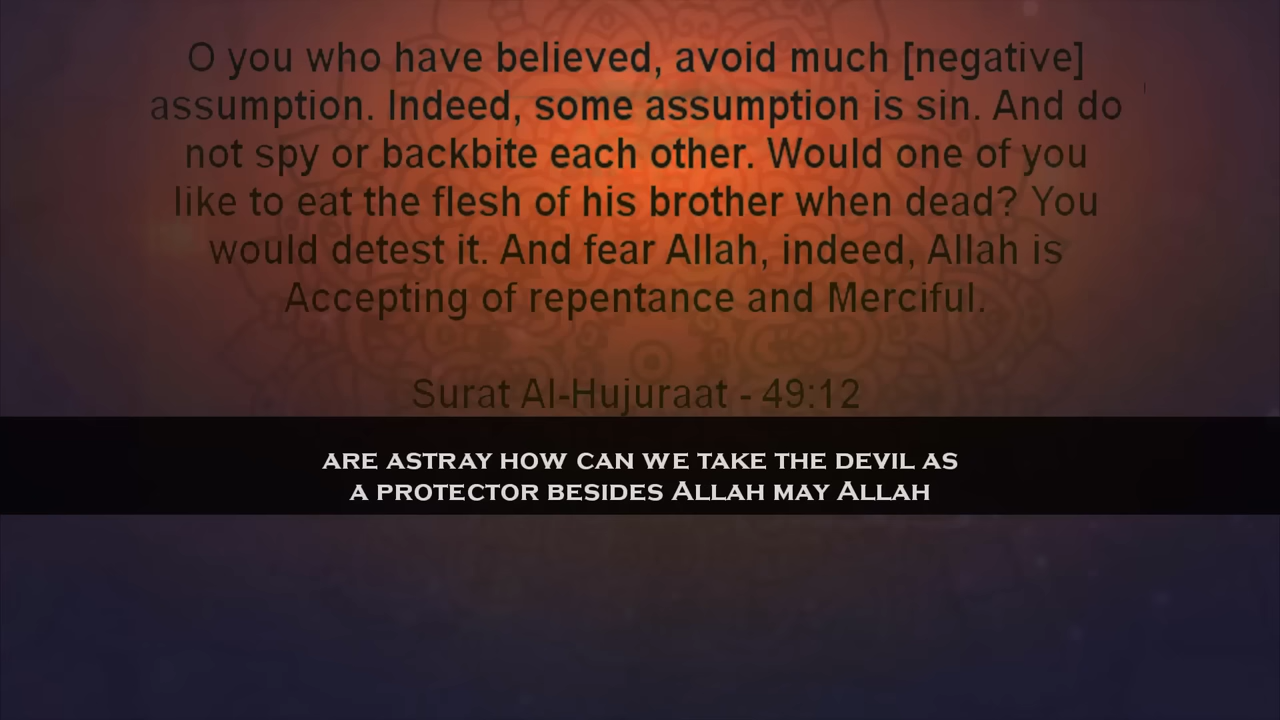 O you who have believed, avoid much [negative]
assumption. Indeed, some assumption is sin. And do
not spy or backbite each other. Would one of you
like to eat the flesh of his brother when dead? You
would detest it. And fear Allah, indeed, Allah is
Accepting of repentance and Merciful.
Surat Al-Hujuraat - 49:12
ARE ASTRAY HOW CAN WE TAKE THE DEVIL AS
A PROTECTOR BESIDES ALLAH MAY ALLAH